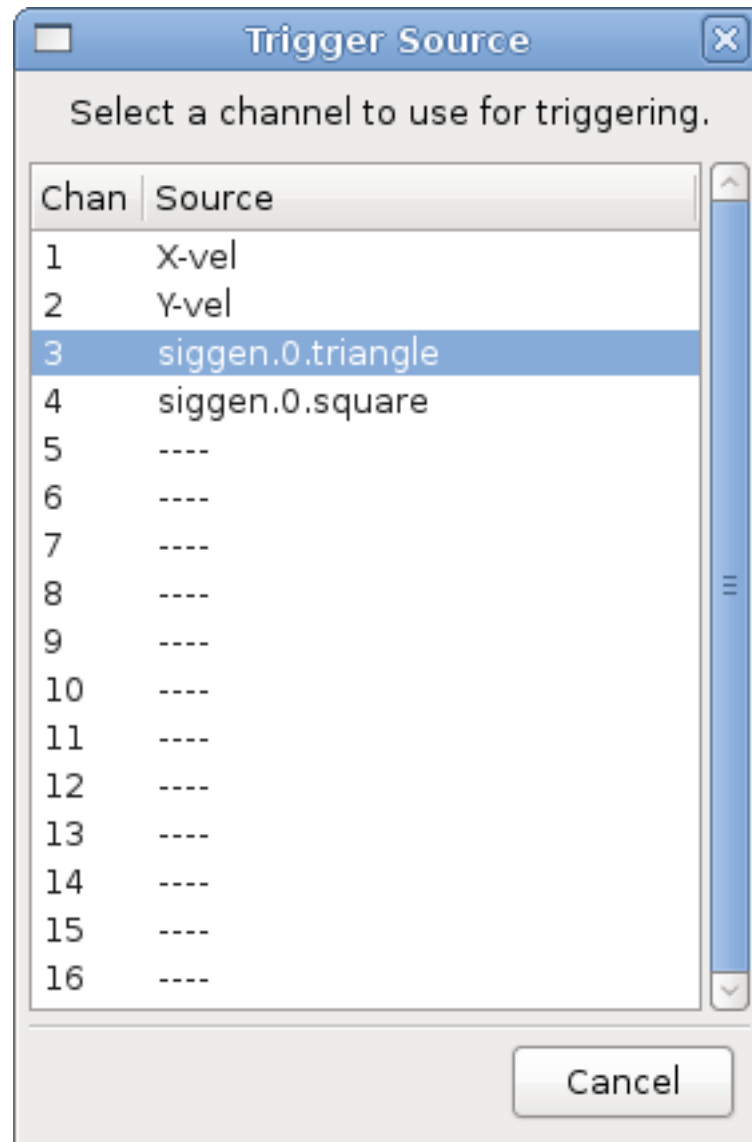 Trigger Source
Select a channel to use for triggering.
Chan Source
1 X-vel
2 Y-vel
3 siggen.0.triangle
4 siggen.0.square
5 ----
6 ----
7 ----
8 ----
9 ----
10 ----
11 ----
12 ----
13 ----
14 ----
15 ----
16 ----
Cancel